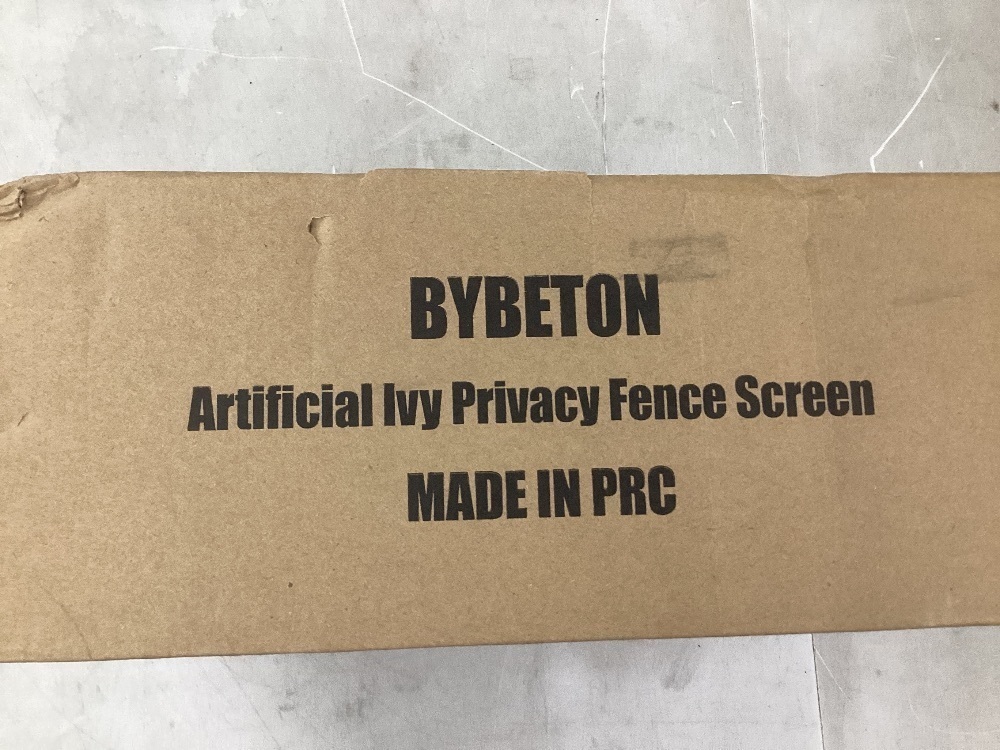 BYBETON
Artificial Ivy Privacy Fence Screen
MADE IN PRC